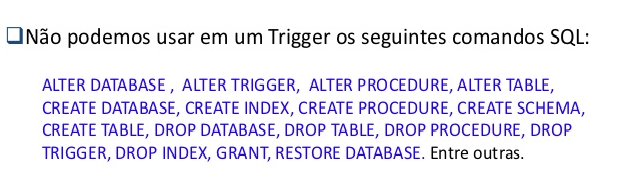 Não podemos usar em um Trigger os seguintes comandos SQL:
ALTER DATABASE , ALTER TRIGGER, ALTER PROCEDURE, ALTER TABLE,
CREATE DATABASE, CREATE INDEX, CREATE PROCEDURE, CREATE SCHEMA,
CREATE TABLE, DROP DATABASE, DROP TABLE, DROP PROCEDURE, DROP
TRIGGER, DROP INDEX, GRANT, RESTORE DATABASE. Entre outras.